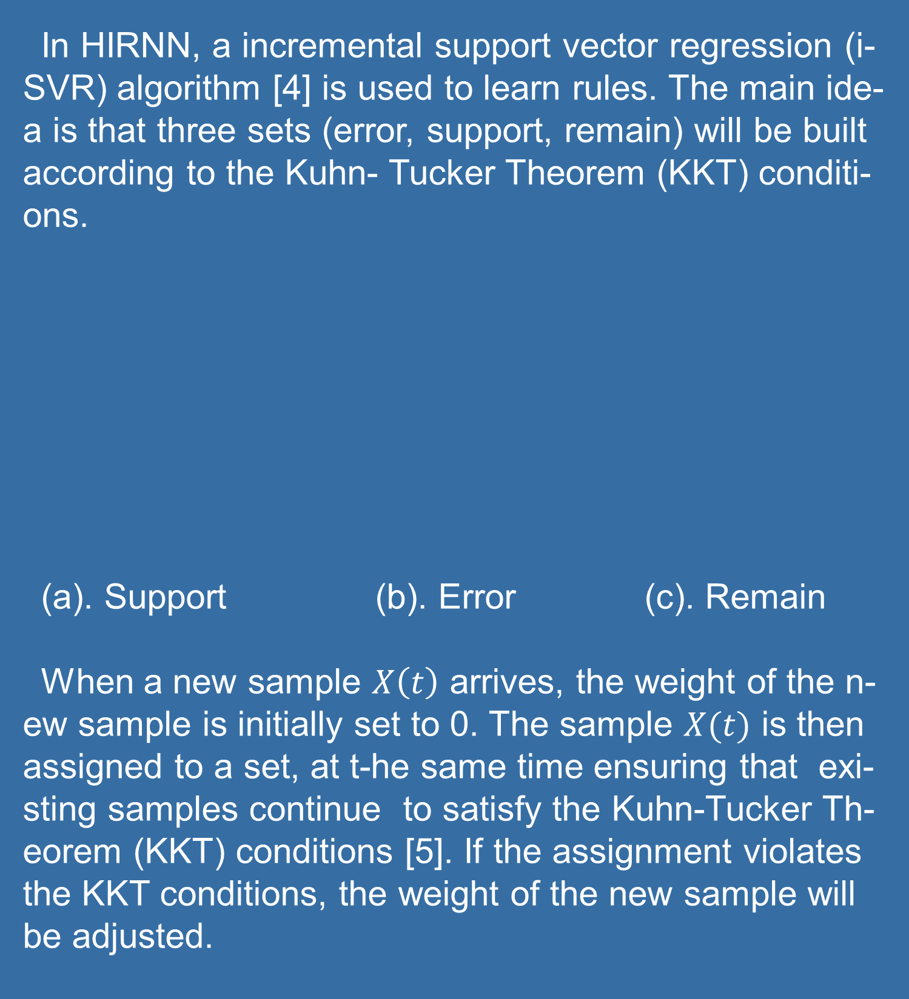 In HIRNN, a incremental support vector regression (i-
SVR) algorithm [4] is used to learn rules. The main ide-
a is that three sets (error, support, remain) will be built
according to the Kuhn- Tucker Theorem (KKT) conditi-
ons.
(a). Support (b). Error (c). Remain
When a new sample X(t) arrives, the weight of the n-
ew sample is initially set to 0. The sample X(t) is then
assigned to a set, at t-he same time ensuring that  exi-
sting samples continue  to satisfy the Kuhn-Tucker Th-
eorem (KKT) conditions [5]. If the assignment violates
the KKT conditions, the weight of the new sample will
be adjusted.